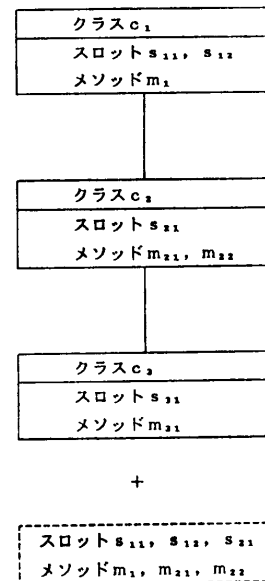 クラスc₁
スロットs₁₁, s₁₂
メソッドm₁
クラスc₂
スロットs₂₁
メソッドm₂₁, m₂₂
クラスc₃
スロットs₃₁
メソッドm₃₁
+
スロットs₁₁, s₁₂, s₂₁
メソッドm₁, m₂₁, m₂₂